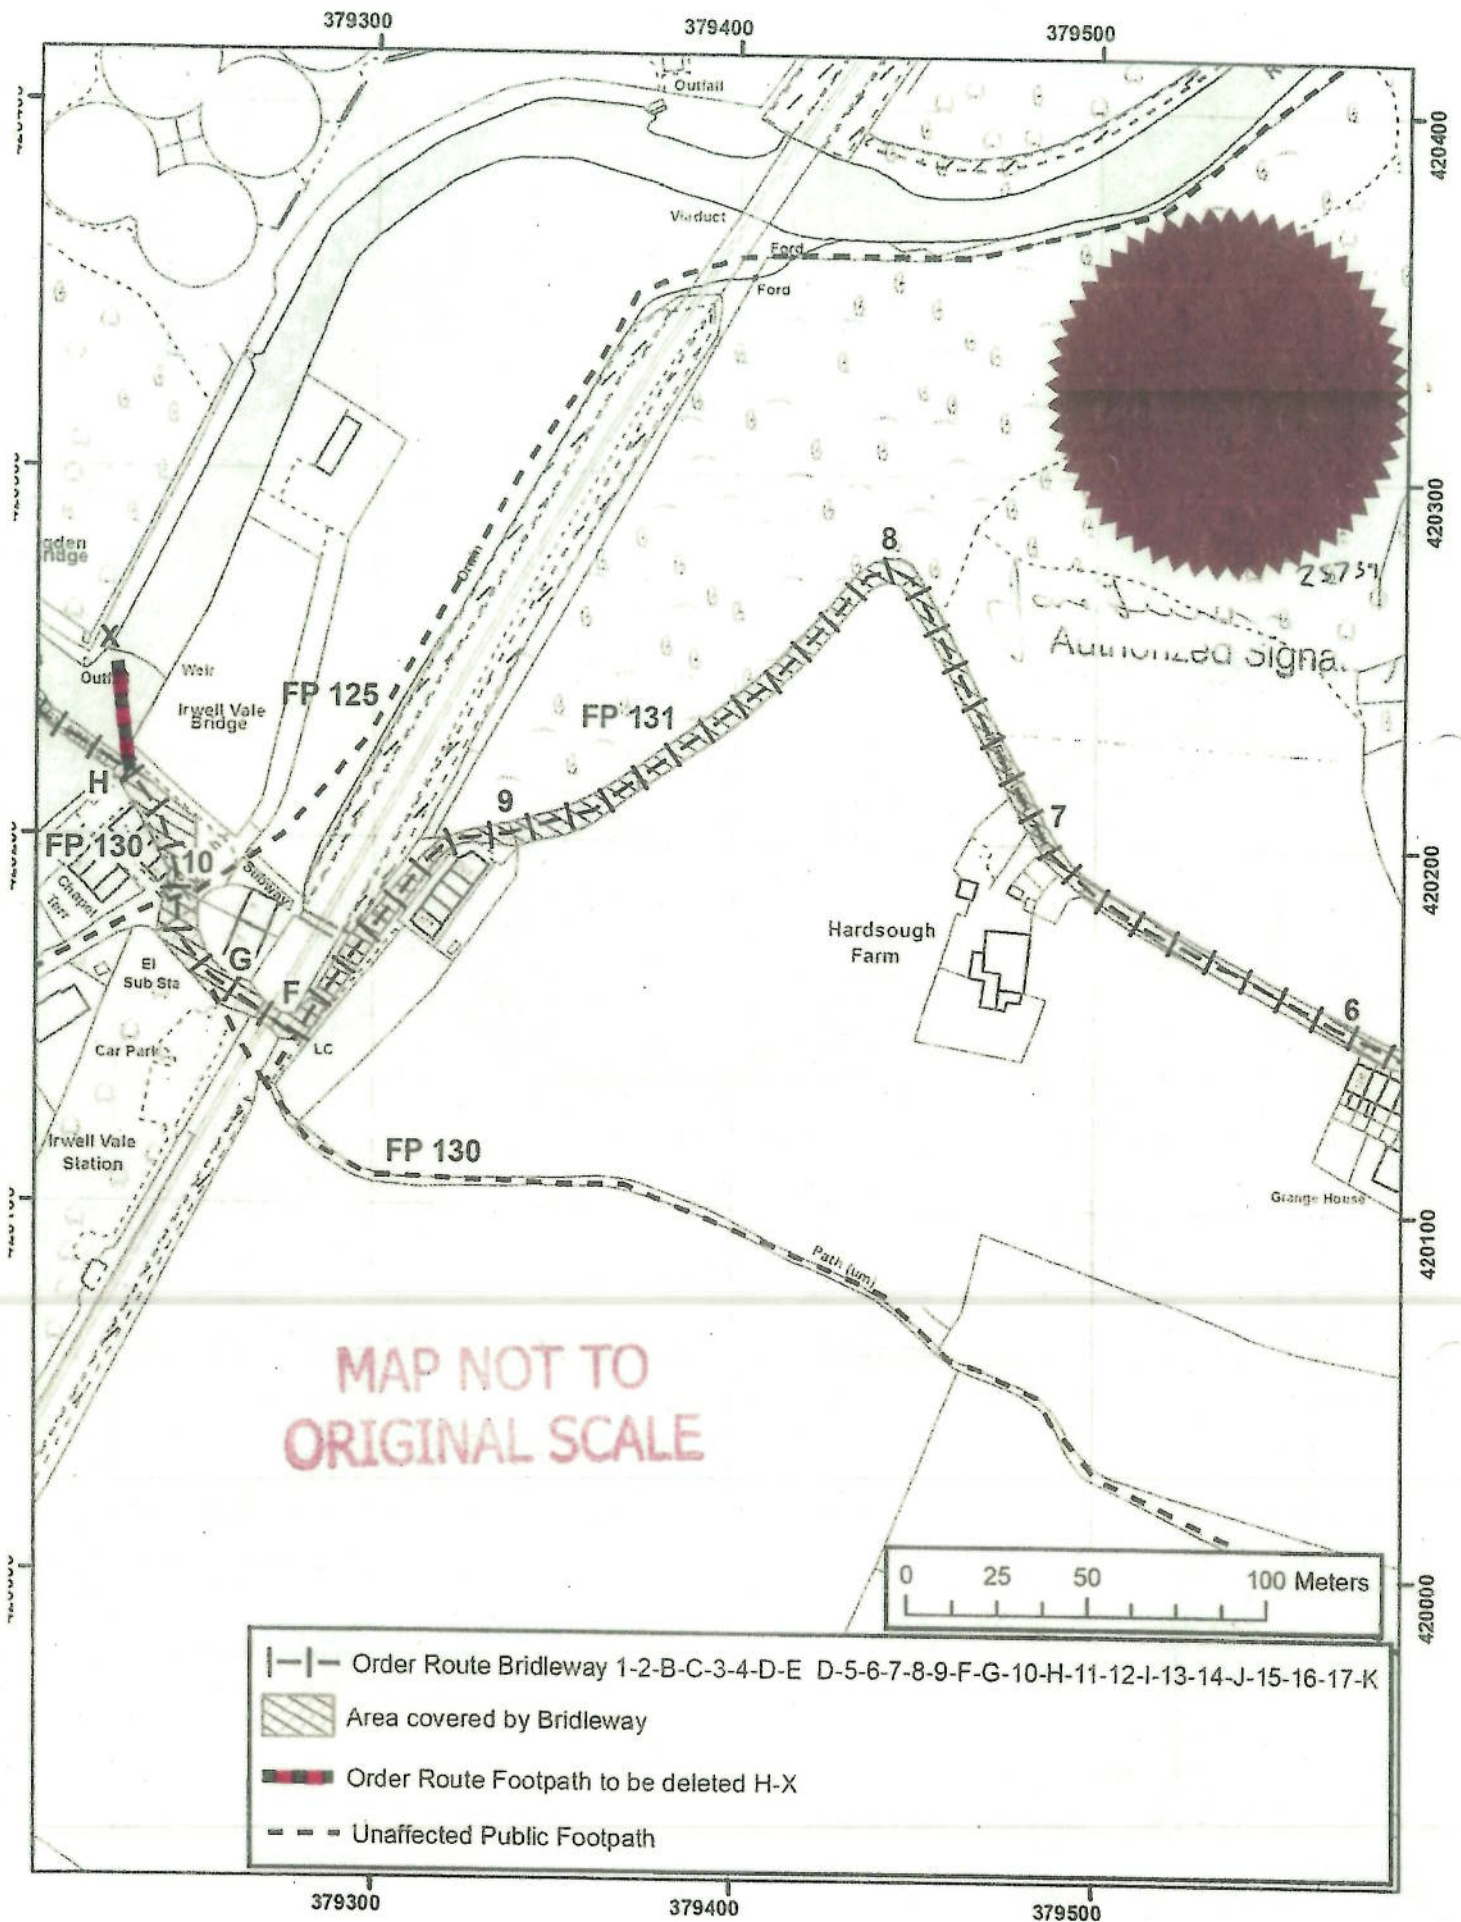 379300
379400
379500
Outfall
420400
Viaduct
Ford
Ford
420300
8
Drain
28739
Authorized Signa
X
Weir
FP 125
FP 131
Irwell Vale
Bridge
H
9
7
FP 130
10
420200
Chapel
Terr
Subway
Hardsough
Farm
El
Sub Sta
G
F
6
Car Park
LC
Irwell Vale
Station
FP 130
Grange House
420100
Path (um)
MAP NOT TO
ORIGINAL SCALE
0 25 50 100 Meters
420000
Order Route Bridleway 1-2-B-C-3-4-D-E D-5-6-7-8-9-F-G-10-H-11-12-I-13-14-J-15-16-17-K
Area covered by Bridleway
Order Route Footpath to be deleted H-X
Unaffected Public Footpath
379300
379400
379500